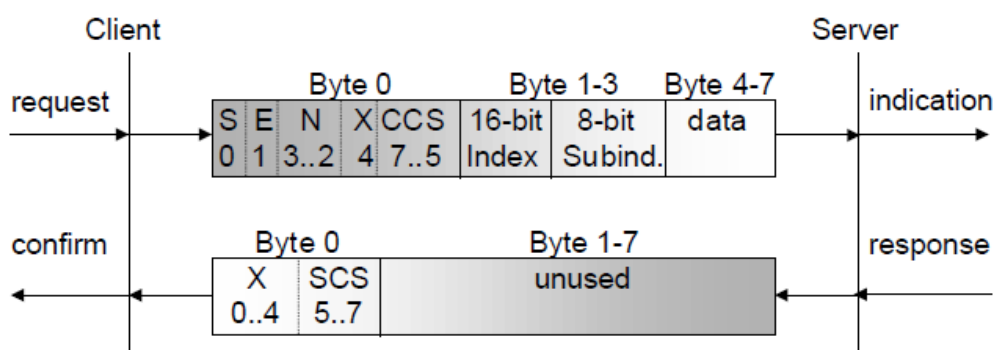 Client Server
Byte 0 Byte 1-3 Byte 4-7
request indication
S E N X CCS 16-bit 8-bit data
0 1 3..2 4 7..5 Index Subind.
confirm Byte 0 Byte 1-7 response
X SCS unused
0..4 5..7